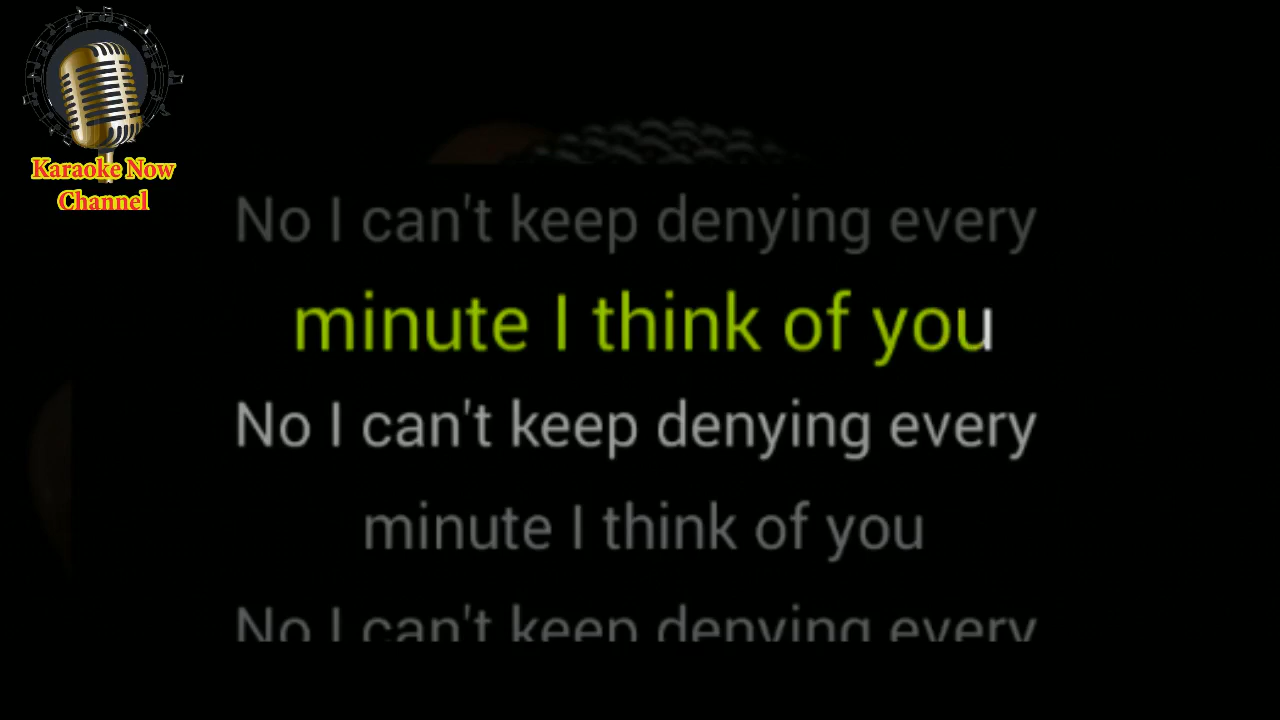 Karaoke Now
Channel
No I can't keep denying every
minute I think of you
No I can't keep denying every
minute I think of you
No I can't keep denying every